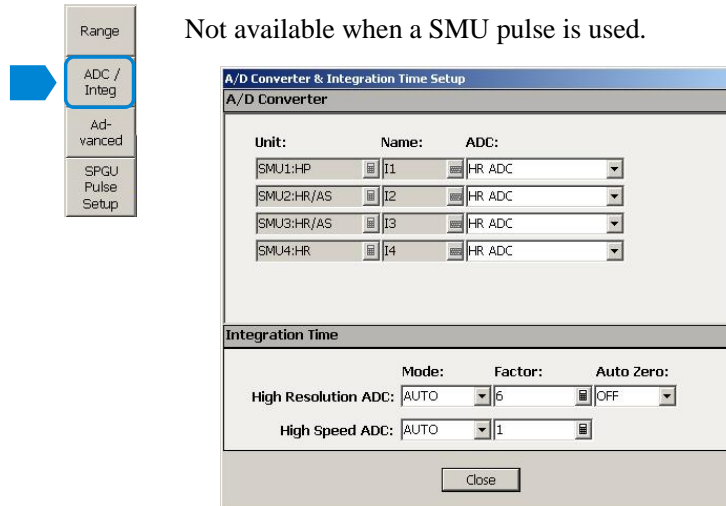 Not available when a SMU pulse is used.
Range
ADC /
Integ
Ad-
vanced
SPGU
Pulse
Setup
A/D Converter & Integration Time Setup
A/D Converter
Unit: Name: ADC:
SMU1:HP I1 HR ADC
SMU2:HR/AS I2 HR ADC
SMU3:HR/AS I3 HR ADC
SMU4:HR I4 HR ADC
Integration Time
Mode: Factor: Auto Zero:
High Resolution ADC: AUTO 6 OFF
High Speed ADC: AUTO 1
Close